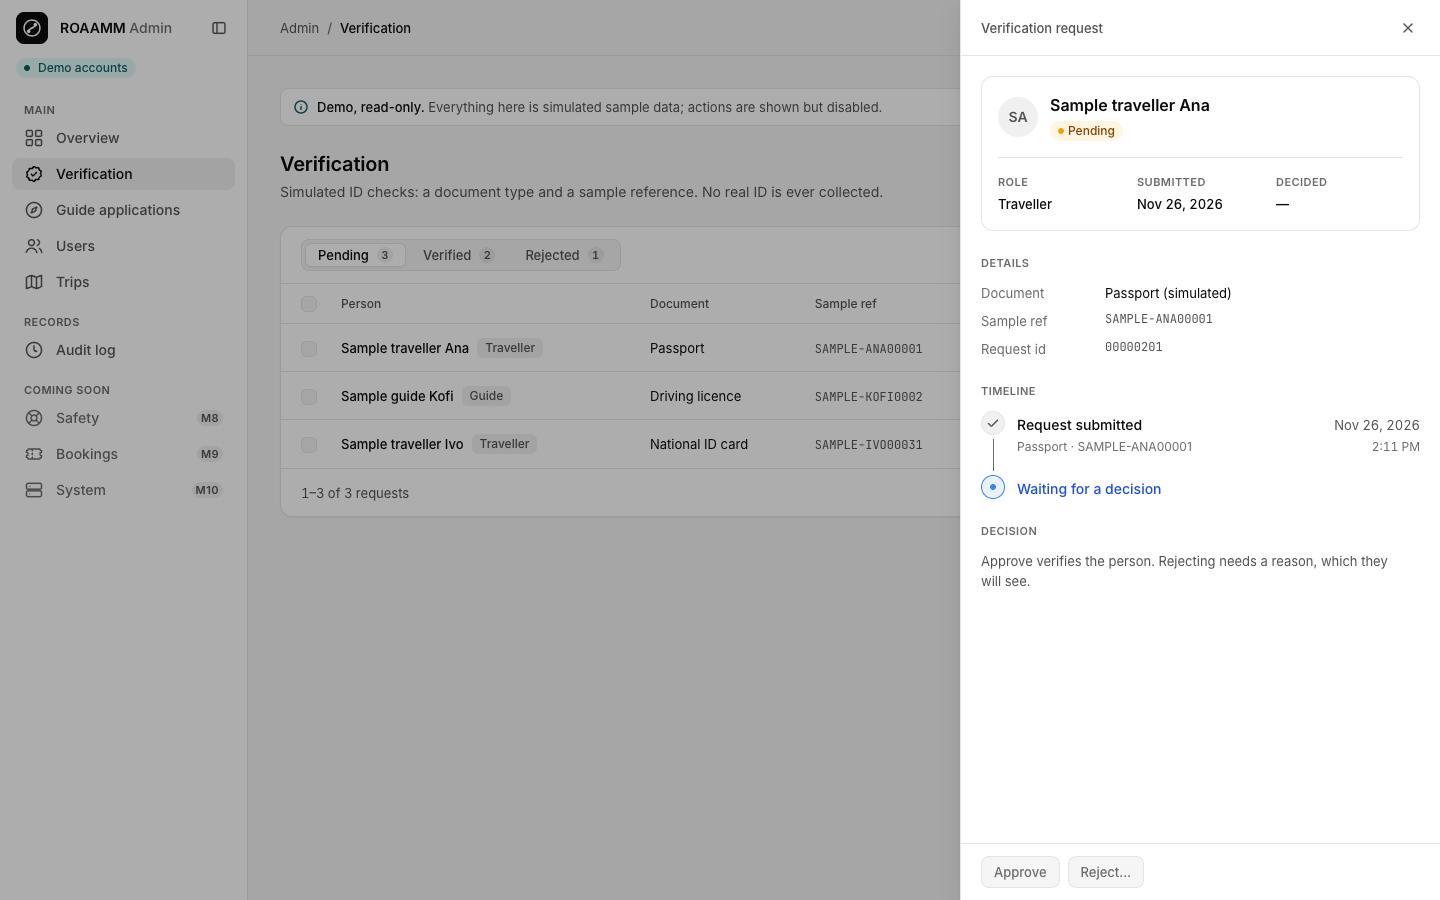 ROAAMM Admin
Demo accounts
MAIN
Overview
Verification
Guide applications
Users
Trips
RECORDS
Audit log
COMING SOON
Safety M8
Bookings M9
System M10
Admin / Verification
Demo, read-only. Everything here is simulated sample data; actions are shown but disabled.
Verification
Simulated ID checks: a document type and a sample reference. No real ID is ever collected.
Pending 3 Verified 2 Rejected 1
Person Document Sample ref
Sample traveller Ana Traveller Passport SAMPLE-ANA00001
Sample guide Kofi Guide Driving licence SAMPLE-KOFI0002
Sample traveller Ivo Traveller National ID card SAMPLE-IVO00031
1–3 of 3 requests
Verification request
SA
Sample traveller Ana
Pending
ROLE SUBMITTED DECIDED
Traveller Nov 26, 2026 —
DETAILS
Document Passport (simulated)
Sample ref SAMPLE-ANA00001
Request id 00000201
TIMELINE
Request submitted Nov 26, 2026
Passport · SAMPLE-ANA00001 2:11 PM
Waiting for a decision
DECISION
Approve verifies the person. Rejecting needs a reason, which they
will see.
Approve Reject...